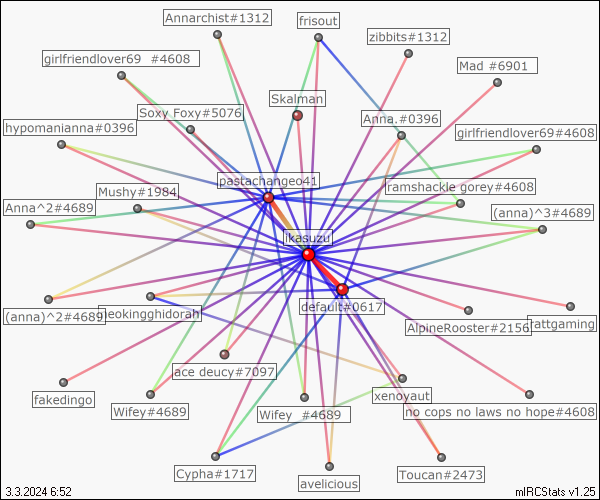 Annarchist#1312
frisout
zibbits#1312
girlfriendlover69 #4608
Mad #6901
Skalman
Soxy Foxy#5076
Anna.#0396
hypomanianna#0396
girlfriendlover69#4608
pastachangeo41
Mushy#1984
ramshackle gorey#4608
Anna^2#4689
(anna)^3#4689
ikasuzu
default#0617
(anna)^2#4689
neokingghidorah
AlpineRooster#2156
rattgaming
ace deucy#7097
fakedingo
xenoyaut
Wifey#4689
Wifey #4689
no cops no laws no hope#4608
Cypha#1717
avelicious
Toucan#2473
3.3.2024 6:52
mIRCStats v1.25